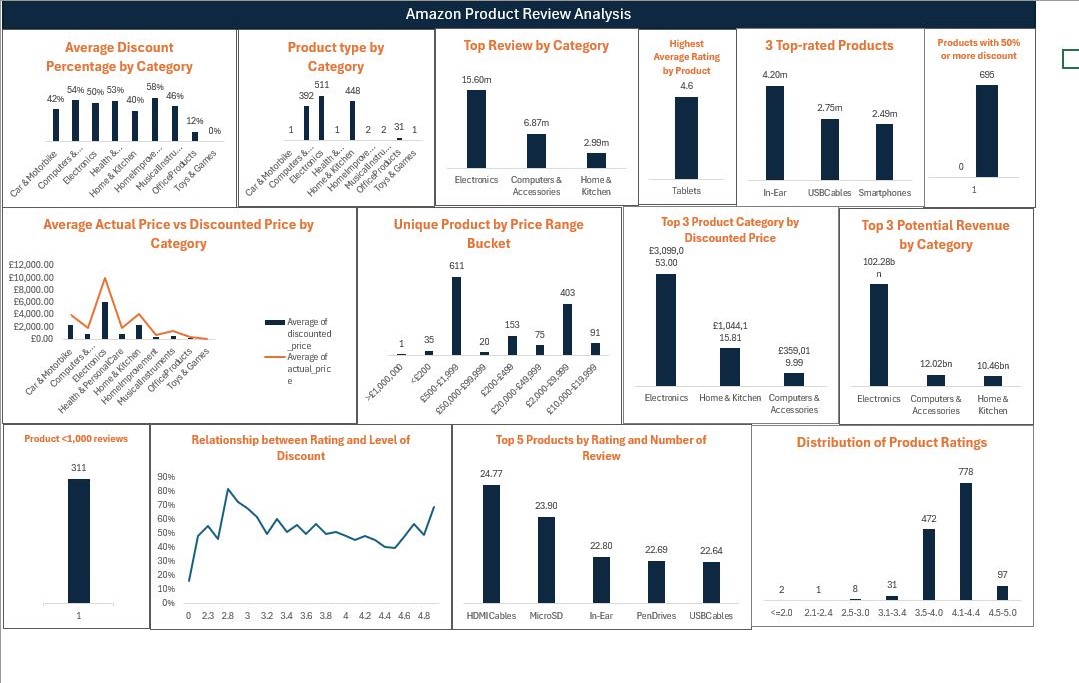 Amazon Product Review Analysis
Average Discount
Percentage by Category
42%
54%
50%
53%
40%
58%
46%
12%
0%
Car & Motorbike
Computers &...
Electronics
Health &...
Home & Kitchen
HomeImprove...
MusicalInstru...
OfficeProducts
Toys & Games
Product type by
Category
1
392
511
1
448
2
2
31
1
Car & Motorbike
Computers &...
Electronics
Health &...
Home & Kitchen
HomeImprove...
MusicalInstru...
OfficeProducts
Toys & Games
Top Review by Category
15.60m
6.87m
2.99m
Electronics
Computers &
Accessories
Home &
Kitchen
Highest
Average Rating
by Product
4.6
Tablets
3 Top-rated Products
4.20m
2.75m
2.49m
In-Ear
USBCables
Smartphones
Products with 50%
or more discount
695
0
1
Average Actual Price vs Discounted Price by
Category
£12,000.00
£10,000.00
£8,000.00
£6,000.00
£4,000.00
£2,000.00
£0.00
Car & Motorbike
Computers &...
Electronics
Health & PersonalCare
Home & Kitchen
HomeImprovement
MusicalInstruments
OfficeProducts
Toys & Games
Average of
discounted
_price
Average of
actual_pric
e
Unique Product by Price Range
Bucket
1
35
611
20
153
75
403
91
>£1,000,000
<£200
£500-£1,999
£50,000-£99,999
£200-£499
£20,000-£49,999
£2,000-£9,999
£10,000-£19,999
Top 3 Product Category by
Discounted Price
£3,099,0
53.00
£1,044,1
15.81
£359,01
9.99
Electronics
Home & Kitchen
Computers &
Accessories
Top 3 Potential Revenue
by Category
102.28b
n
12.02bn
10.46bn
Electronics
Computers &
Accessories
Home &
Kitchen
Product <1,000 reviews
311
1
Relationship between Rating and Level of
Discount
90%
80%
70%
60%
50%
40%
30%
20%
10%
0%
0 2.3 2.8 3 3.2 3.4 3.6 3.8 4 4.2 4.4 4.6 4.8
Top 5 Products by Rating and Number of
Review
24.77
23.90
22.80
22.69
22.64
HDMICables
MicroSD
In-Ear
PenDrives
USBCables
Distribution of Product Ratings
2
1
8
31
472
778
97
<=2.0
2.1-2.4
2.5-3.0
3.1-3.4
3.5-4.0
4.1-4.4
4.5-5.0